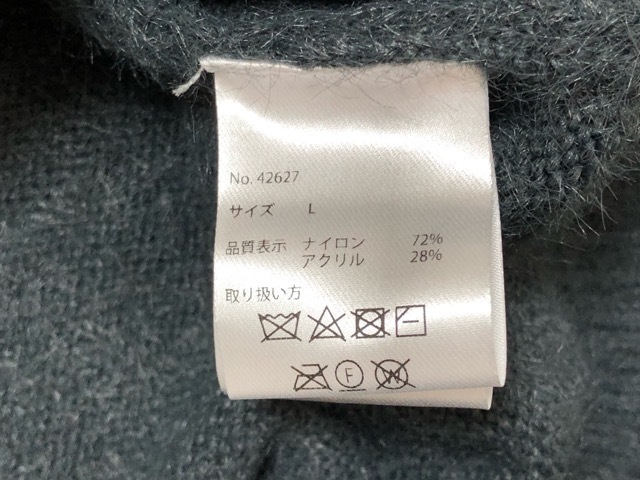 No. 42627
サイズ L
品質表示 ナイロン 72%
アクリル 28%
取り扱い方
F W